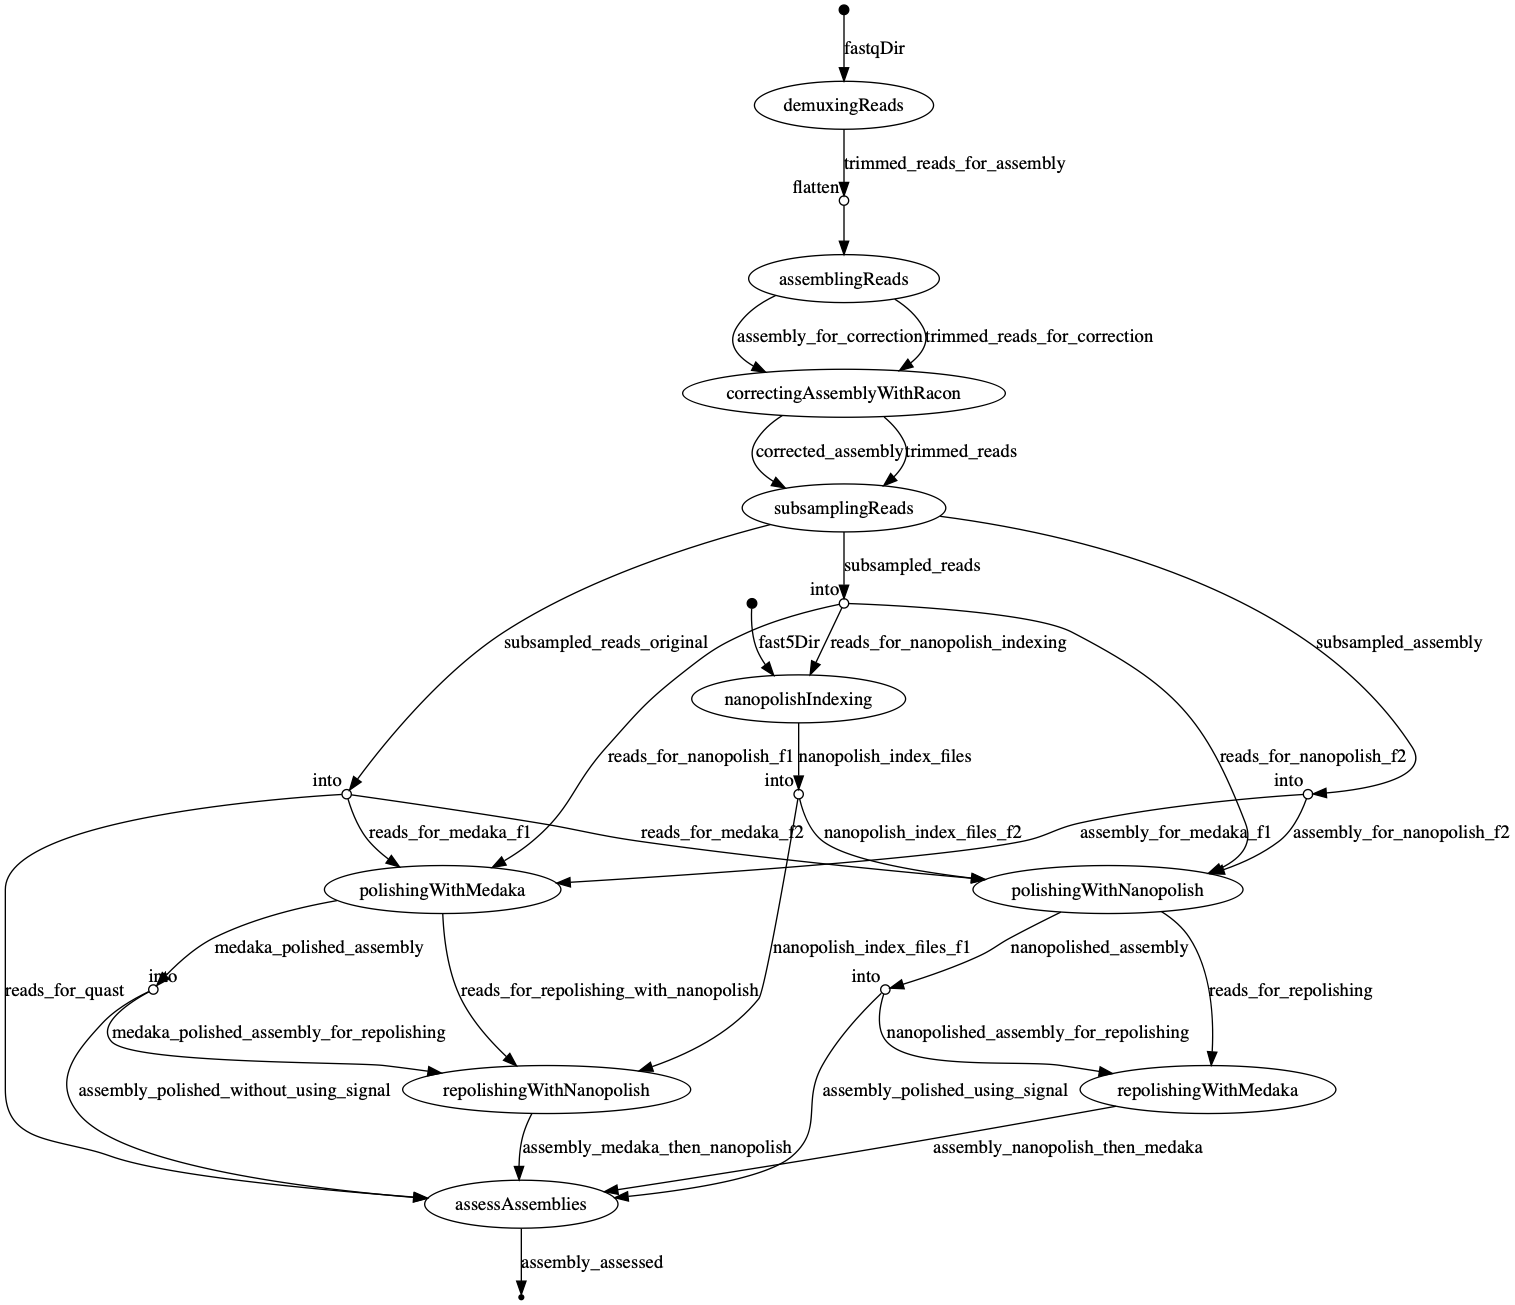 fastqDir
demuxingReads
trimmed_reads_for_assembly
flatten
assemblingReads
assembly_for_correction
trimmed_reads_for_correction
correctingAssemblyWithRacon
corrected_assembly
trimmed_reads
subsamplingReads
subsampled_reads
into
subsampled_reads_original
fast5Dir
reads_for_nanopolish_indexing
subsampled_assembly
nanopolishIndexing
reads_for_nanopolish_f1
nanopolish_index_files
reads_for_nanopolish_f2
into
into
into
reads_for_medaka_f1
reads_for_medaka_f2
nanopolish_index_files_f2
assembly_for_medaka_f1
assembly_for_nanopolish_f2
polishingWithMedaka
polishingWithNanopolish
medaka_polished_assembly
nanopolish_index_files_f1
nanopolished_assembly
into
into
reads_for_quast
reads_for_repolishing_with_nanopolish
reads_for_repolishing
medaka_polished_assembly_for_repolishing
nanopolished_assembly_for_repolishing
assembly_polished_without_using_signal
repolishingWithNanopolish
assembly_polished_using_signal
repolishingWithMedaka
assembly_medaka_then_nanopolish
assembly_nanopolish_then_medaka
assessAssemblies
assembly_assessed